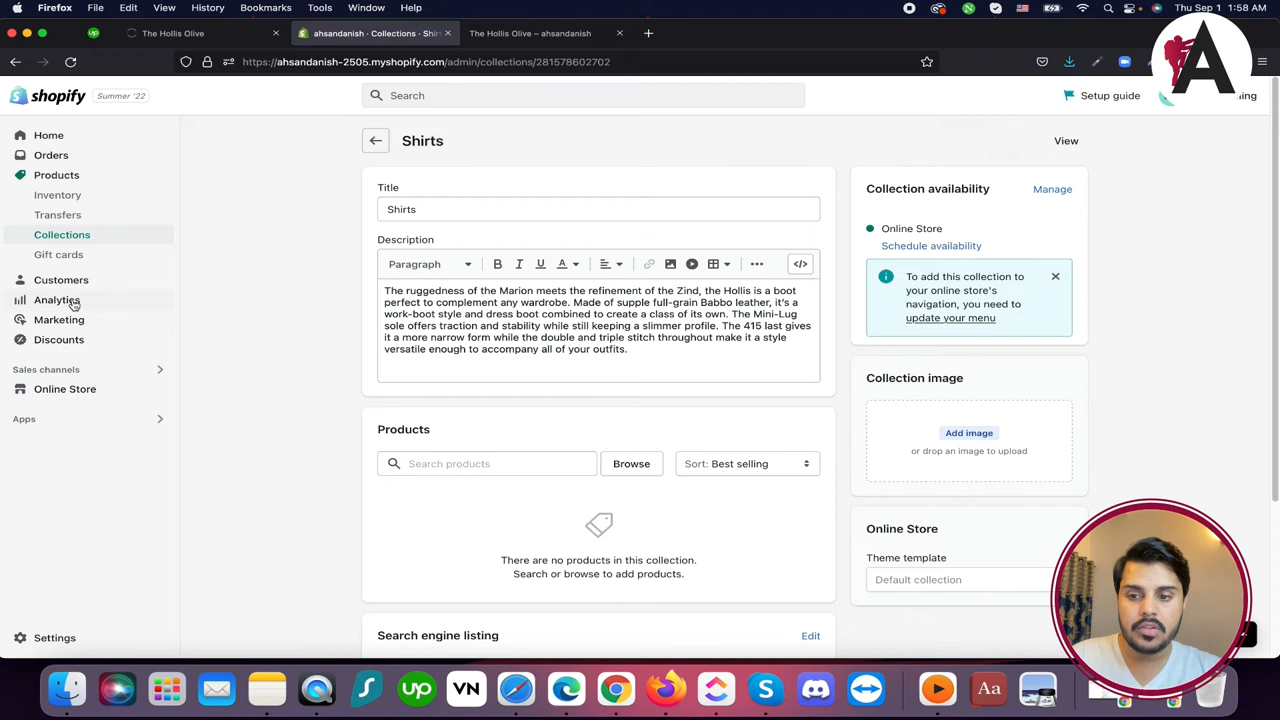 Firefox File Edit View History Bookmarks Tools Window Help Thu Sep 1 1:58 AM
The Hollis Olive
ahsandanish · Collections · Shir
The Hollis Olive – ahsandanish
https://ahsandanish-2505.myshopify.com/admin/collections/281578602702
shopify Summer '22
Search
Setup guide
Home
Orders
Products
Inventory
Transfers
Collections
Gift cards
Customers
Analytics
Marketing
Discounts
Sales channels
Online Store
Apps
Settings
Shirts
View
Title
Shirts
Description
Paragraph
The ruggedness of the Marion meets the refinement of the Zind, the Hollis is a boot
perfect to complement any wardrobe. Made of supple full-grain Babbo leather, it's a
work-boot style and dress boot combined to create a class of its own. The Mini-Lug
sole offers traction and stability while still keeping a slimmer profile. The 415 last gives
it a more narrow form while the double and triple stitch throughout make it a style
versatile enough to accompany all of your outfits.
Products
Search products
Browse
Sort: Best selling
There are no products in this collection.
Search or browse to add products.
Search engine listing
Edit
Collection availability
Manage
Online Store
Schedule availability
To add this collection to
your online store's
navigation, you need to
update your menu
Collection image
Add image
or drop an image to upload
Online Store
Theme template
Default collection
A
up
VN
Aa